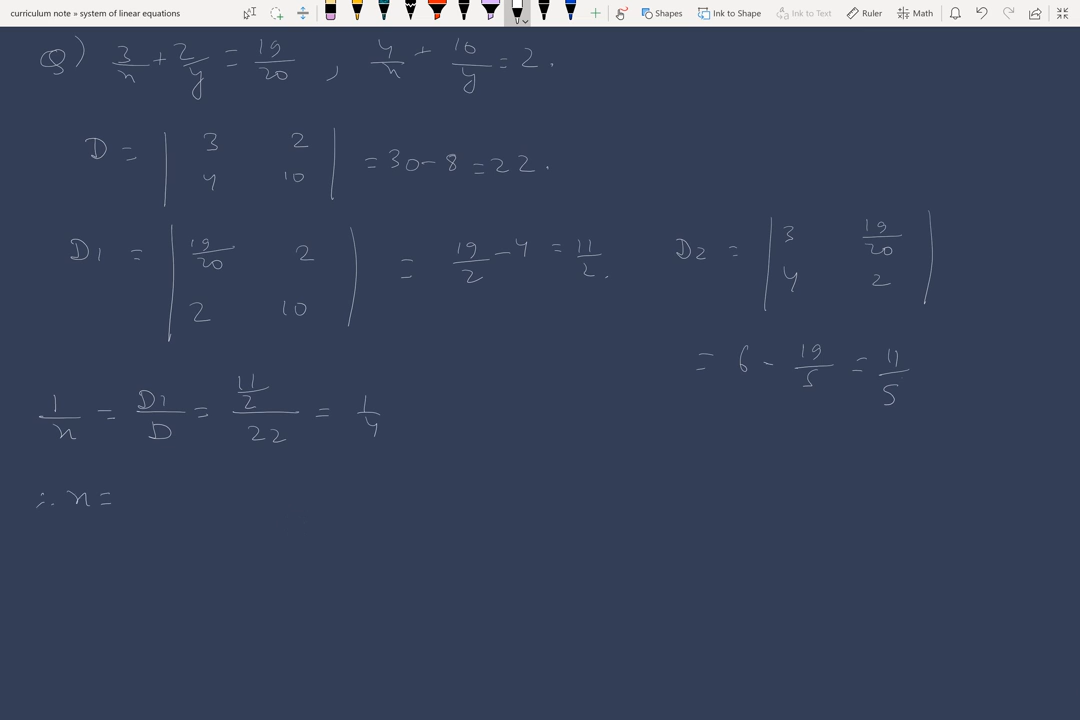 curriculum note » system of linear equations
Shapes Ink to Shape Ink to Text Ruler Math
Q) 3/n + 2/y = 19/20 , 4/n + 10/y = 2 .
D = | 3 2 | = 30 - 8 = 22 .
| 4 10 |
D1 = | 19/20 2 | = 19/2 - 4 = 11/2 .
| 2 10 |
D2 = | 3 19/20 |
| 4 2 |
= 6 - 19/5 = 11/5
1/n = D1/D = 11/2 / 22 = 1/4
∴ n =